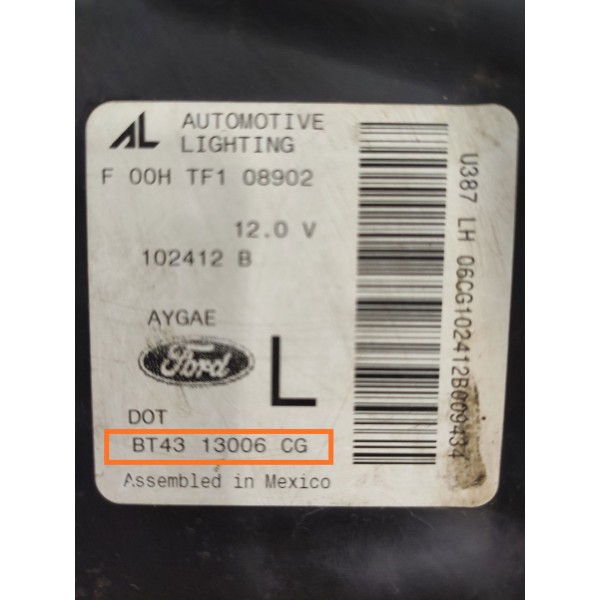 AL AUTOMOTIVE
LIGHTING
F 00H TF1 08902
12.0 V
102412 B
AYGAE
Ford
L
DOT
BT43 13006 CG
Assembled in Mexico
U387 LH 06CG102412B009434